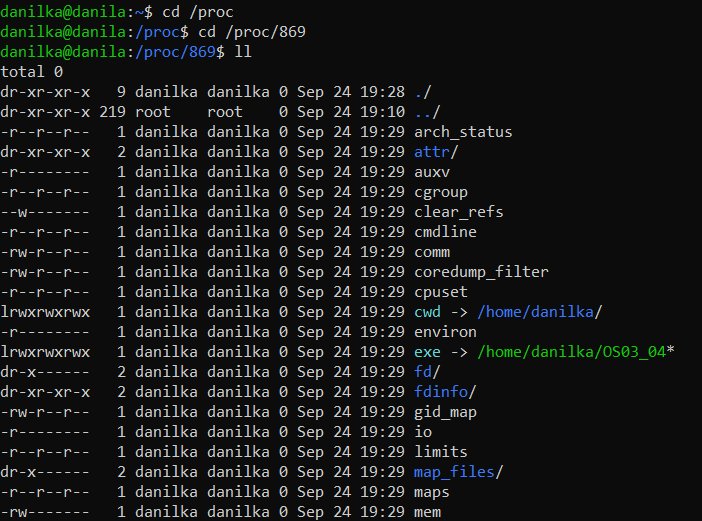 danilka@danila:~$ cd /proc
danilka@danila:/proc$ cd /proc/869
danilka@danila:/proc/869$ ll
total 0
dr-xr-xr-x   9 danilka danilka 0 Sep 24 19:28 ./
dr-xr-xr-x 219 root    root    0 Sep 24 19:10 ../
-r--r--r--   1 danilka danilka 0 Sep 24 19:29 arch_status
dr-xr-xr-x   2 danilka danilka 0 Sep 24 19:29 attr/
-r--------   1 danilka danilka 0 Sep 24 19:29 auxv
-r--r--r--   1 danilka danilka 0 Sep 24 19:29 cgroup
--w-------   1 danilka danilka 0 Sep 24 19:29 clear_refs
-r--r--r--   1 danilka danilka 0 Sep 24 19:29 cmdline
-rw-r--r--   1 danilka danilka 0 Sep 24 19:29 comm
-rw-r--r--   1 danilka danilka 0 Sep 24 19:29 coredump_filter
-r--r--r--   1 danilka danilka 0 Sep 24 19:29 cpuset
lrwxrwxrwx   1 danilka danilka 0 Sep 24 19:29 cwd -> /home/danilka/
-r--------   1 danilka danilka 0 Sep 24 19:29 environ
lrwxrwxrwx   1 danilka danilka 0 Sep 24 19:29 exe -> /home/danilka/OS03_04*
dr-x------   2 danilka danilka 0 Sep 24 19:29 fd/
dr-xr-xr-x   2 danilka danilka 0 Sep 24 19:29 fdinfo/
-rw-r--r--   1 danilka danilka 0 Sep 24 19:29 gid_map
-r--------   1 danilka danilka 0 Sep 24 19:29 io
-r--r--r--   1 danilka danilka 0 Sep 24 19:29 limits
dr-x------   2 danilka danilka 0 Sep 24 19:29 map_files/
-r--r--r--   1 danilka danilka 0 Sep 24 19:29 maps
-rw-------   1 danilka danilka 0 Sep 24 19:29 mem